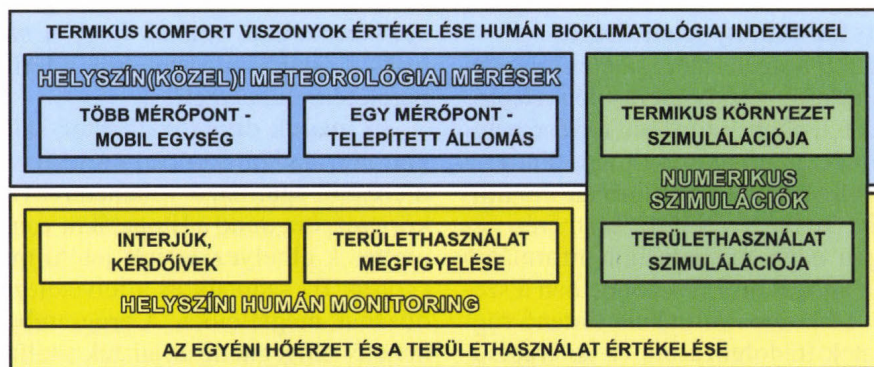 TERMIKUS KOMFORT VISZONYOK ÉRTÉKELÉSE HUMÁN BIOKLIMATOLÓGIAI INDEXEKKEL
HELYSZÍN(KÖZEL)I METEOROLÓGIAI MÉRÉSEK
TÖBB MÉRŐPONT -
MOBIL EGYSÉG
EGY MÉRŐPONT -
TELEPÍTETT ÁLLOMÁS
TERMIKUS KÖRNYEZET
SZIMULÁLÁCIÓJA
NUMERIKUS
SZIMULÁCIÓK
INTERJÚK,
KÉRDŐÍVEK
TERÜLETHASZNÁLAT
MEGFIGYELÉSE
TERÜLETHASZNÁLAT
SZIMULÁLÁCIÓJA
HELYSZÍNI HUMÁN MONITORING
AZ EGYÉNI HŐÉRZET ÉS A TERÜLETHASZNÁLAT ÉRTÉKELÉSE